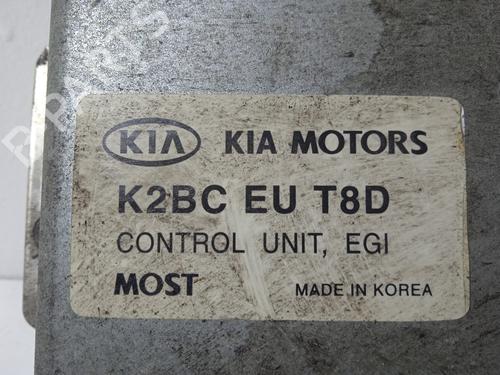 KIA KIA MOTORS
K2BC EU T8D
CONTROL UNIT, EGI
MOST MADE IN KOREA